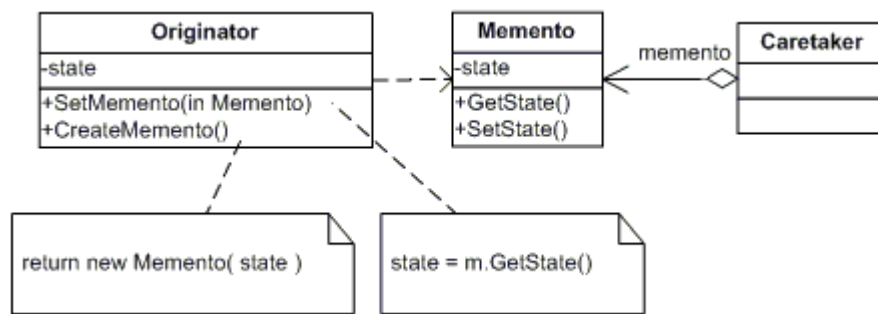 Originator
-state
+SetMemento(in Memento)
+CreateMemento()
Memento
-state
+GetState()
+SetState()
memento
Caretaker
return new Memento( state )
state = m.GetState()